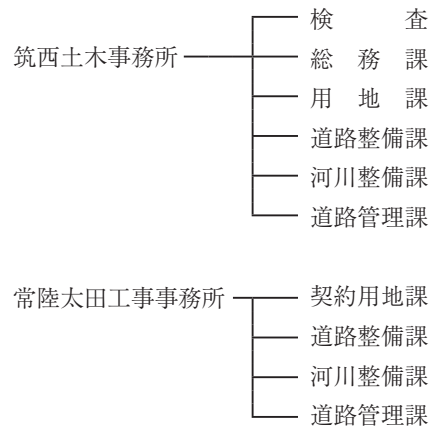 検査
筑西土木事務所
総務課
用地課
道路整備課
河川整備課
道路管理課
常陸太田工事事務所
契約用地課
道路整備課
河川整備課
道路管理課